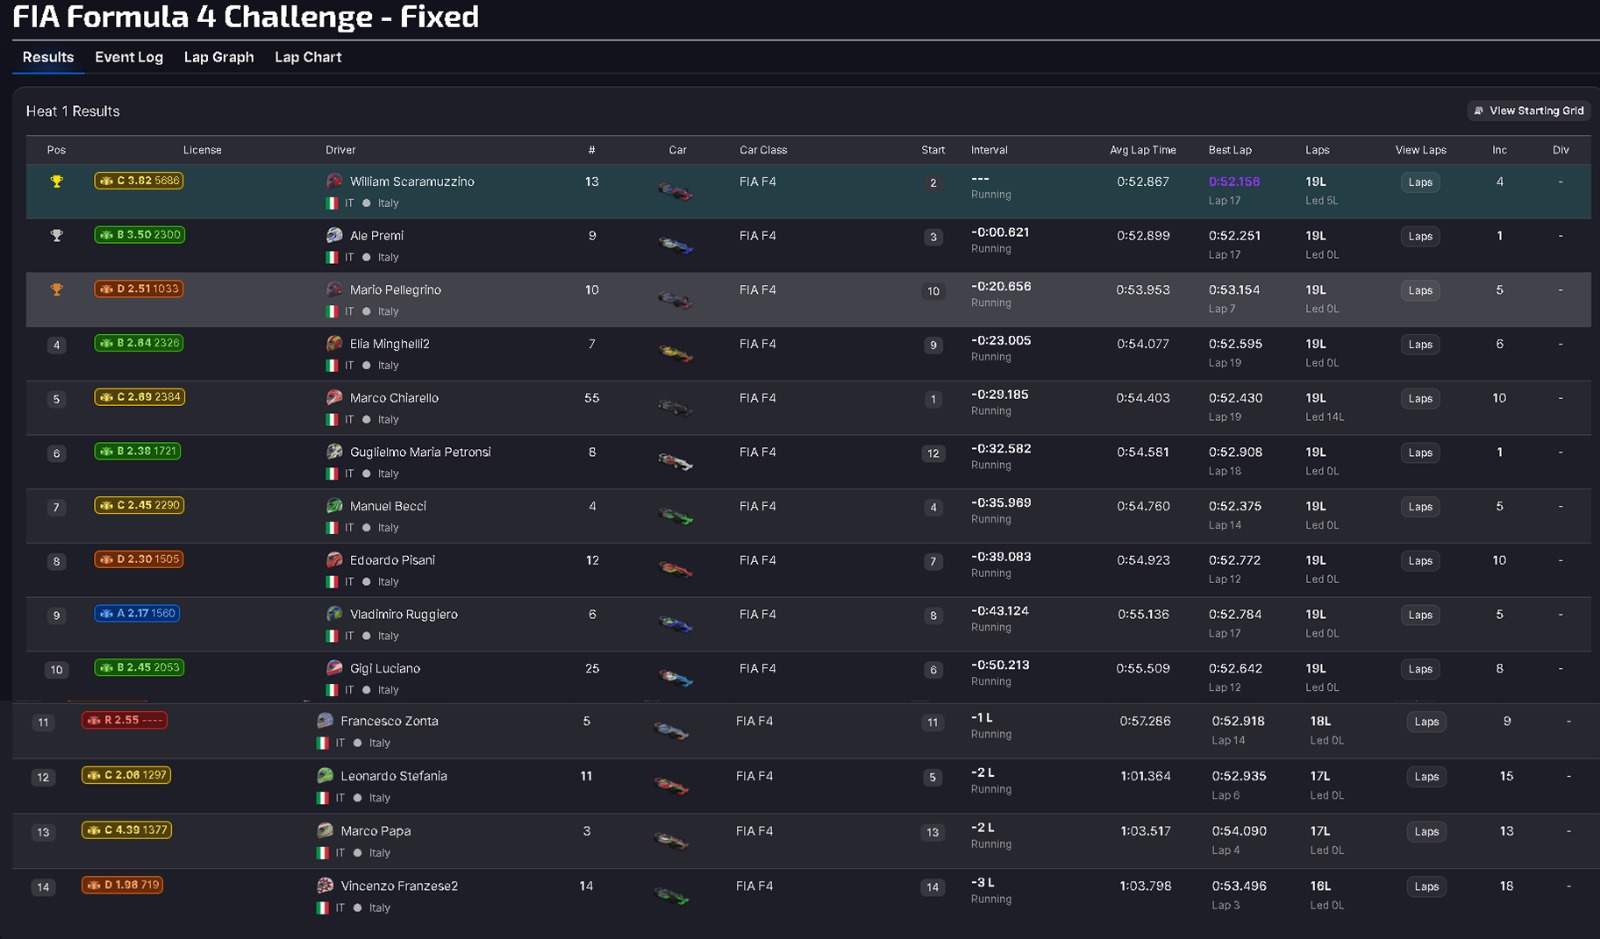 FIA Formula 4 Challenge - Fixed
Results Event Log Lap Graph Lap Chart
Heat 1 Results View Starting Grid
Pos License Driver # Car Car Class Start Interval Avg Lap Time Best Lap Laps View Laps Inc Div
C 3.82 5686 William Scaramuzzino 13 FIA F4 2 --- 0:52.867 0:52.156 19L Laps 4 -
IT Italy Running Lap 17 Led 5L
B 3.50 2300 Ale Premi 9 FIA F4 3 -0:00.621 0:52.899 0:52.251 19L Laps 1 -
IT Italy Running Lap 17 Led 0L
D 2.51 1033 Mario Pellegrino 10 FIA F4 10 -0:20.656 0:53.953 0:53.154 19L Laps 5 -
IT Italy Running Lap 7 Led 0L
4 B 2.64 2326 Elia Minghelli2 7 FIA F4 9 -0:23.005 0:54.077 0:52.595 19L Laps 6 -
IT Italy Running Lap 19 Led 0L
5 C 2.69 2384 Marco Chiarello 55 FIA F4 1 -0:29.185 0:54.403 0:52.430 19L Laps 10 -
IT Italy Running Lap 19 Led 14L
6 B 2.38 1721 Guglielmo Maria Petronsi 8 FIA F4 12 -0:32.582 0:54.581 0:52.908 19L Laps 1 -
IT Italy Running Lap 18 Led 0L
7 C 2.45 2290 Manuel Becci 4 FIA F4 4 -0:35.969 0:54.760 0:52.375 19L Laps 5 -
IT Italy Running Lap 14 Led 0L
8 D 2.30 1505 Edoardo Pisani 12 FIA F4 7 -0:39.083 0:54.923 0:52.772 19L Laps 10 -
IT Italy Running Lap 12 Led 0L
9 A 2.17 1560 Vladimiro Ruggiero 6 FIA F4 8 -0:43.124 0:55.136 0:52.784 19L Laps 5 -
IT Italy Running Lap 17 Led 0L
10 B 2.45 2053 Gigi Luciano 25 FIA F4 6 -0:50.213 0:55.509 0:52.642 19L Laps 8 -
IT Italy Running Lap 12 Led 0L
11 R 2.55 ---- Francesco Zonta 5 FIA F4 11 -1 L 0:57.286 0:52.918 18L Laps 9 -
IT Italy Running Lap 14 Led 0L
12 C 2.06 1297 Leonardo Stefania 11 FIA F4 5 -2 L 1:01.364 0:52.935 17L Laps 15 -
IT Italy Running Lap 6 Led 0L
13 C 4.39 1377 Marco Papa 3 FIA F4 13 -2 L 1:03.517 0:54.090 17L Laps 13 -
IT Italy Running Lap 4 Led 0L
14 D 1.98 719 Vincenzo Franzese2 14 FIA F4 14 -3 L 1:03.798 0:53.496 16L Laps 18 -
IT Italy Running Lap 3 Led 0L